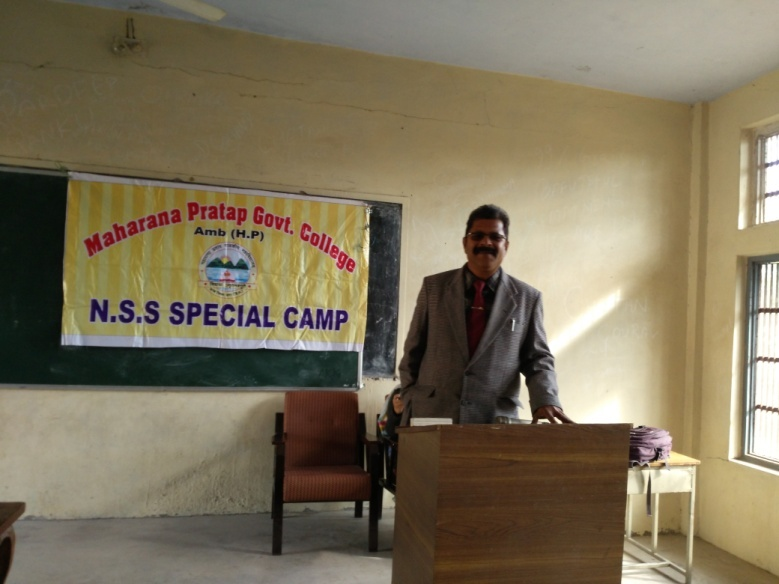 Maharana Pratap Govt. College
Amb (H.P)
N.S.S SPECIAL CAMP